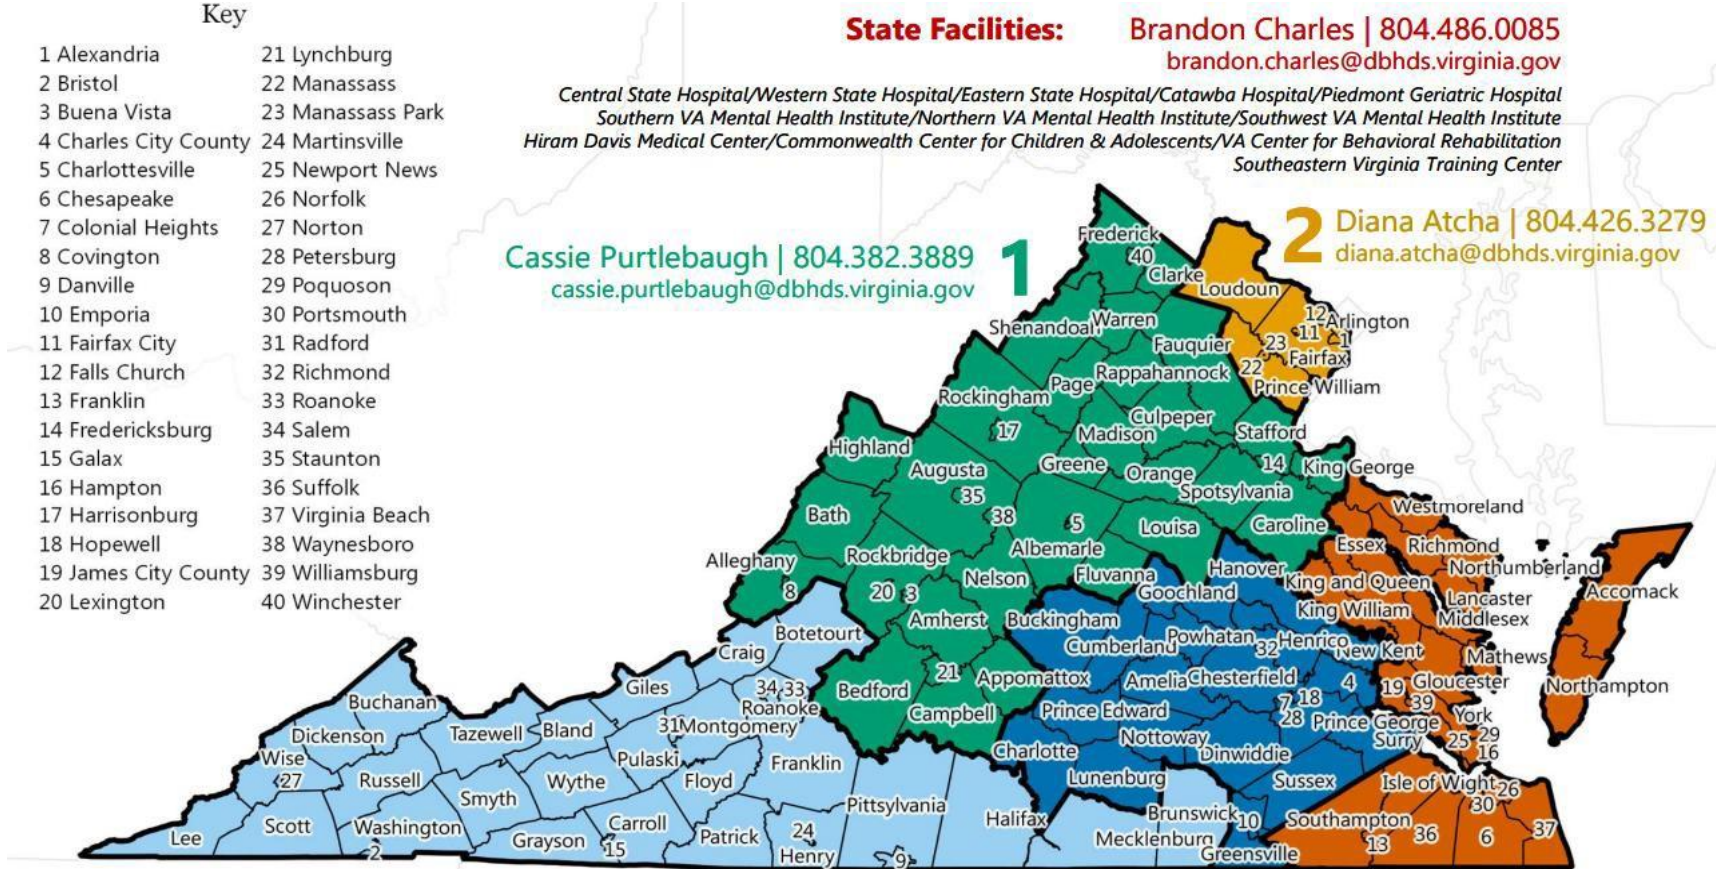 Key
1 Alexandria
2 Bristol
3 Buena Vista
4 Charles City County
5 Charlottesville
6 Chesapeake
7 Colonial Heights
8 Covington
9 Danville
10 Emporia
11 Fairfax City
12 Falls Church
13 Franklin
14 Fredericksburg
15 Galax
16 Hampton
17 Harrisonburg
18 Hopewell
19 James City County
20 Lexington
21 Lynchburg
22 Manassass
23 Manassass Park
24 Martinsville
25 Newport News
26 Norfolk
27 Norton
28 Petersburg
29 Poquoson
30 Portsmouth
31 Radford
32 Richmond
33 Roanoke
34 Salem
35 Staunton
36 Suffolk
37 Virginia Beach
38 Waynesboro
39 Williamsburg
40 Winchester
State Facilities: Brandon Charles | 804.486.0085
brandon.charles@dbhds.virginia.gov
Central State Hospital/Western State Hospital/Eastern State Hospital/Catawba Hospital/Piedmont Geriatric Hospital
Southern VA Mental Health Institute/Northern VA Mental Health Institute/Southwest VA Mental Health Institute
Hiram Davis Medical Center/Commonwealth Center for Children & Adolescents/VA Center for Behavioral Rehabilitation
Southeastern Virginia Training Center
Cassie Purtlebaugh | 804.382.3889 1
cassie.purtlebaugh@dbhds.virginia.gov
2 Diana Atcha | 804.426.3279
diana.atcha@dbhds.virginia.gov
Frederick
40
Clarke
Loudoun
Shenandoah
Warren
12
Arlington
11
1
Fauquier
23
Fairfax
22
Rappahannock
Page
Prince William
Rockingham
Culpeper
17
Madison
Stafford
Highland
Augusta
Greene
Orange
14
King George
35
Spotsylvania
Westmoreland
Bath
38
5
Louisa
Caroline
Essex
Richmond
Alleghany
Rockbridge
Albemarle
Fluvanna
Hanover
Northumberland
8
20
3
Nelson
Goochland
King and Queen
Lancaster
Accomack
Amherst
Buckingham
King William
Middlesex
Botetourt
Craig
Cumberland
Powhatan
32
Henrico
New Kent
Mathews
Giles
34
33
Roanoke
Bedford
21
Appomattox
Amelia
Chesterfield
4
19
Gloucester
Northampton
Buchanan
Campbell
Prince Edward
7
18
28
39
Prince George
York
Dickenson
Tazewell
Bland
31
Montgomery
Nottoway
Surry
25
29
16
Wise
27
Pulaski
Franklin
Charlotte
Dinwiddie
Russell
Wythe
Floyd
Lunenburg
Sussex
Isle of Wight
26
30
Smyth
Pittsylvania
Halifax
Brunswick
10
Southampton
Lee
Scott
Washington
2
Grayson
Carroll
15
Patrick
24
Henry
9
Mecklenburg
Greensville
13
36
6
37